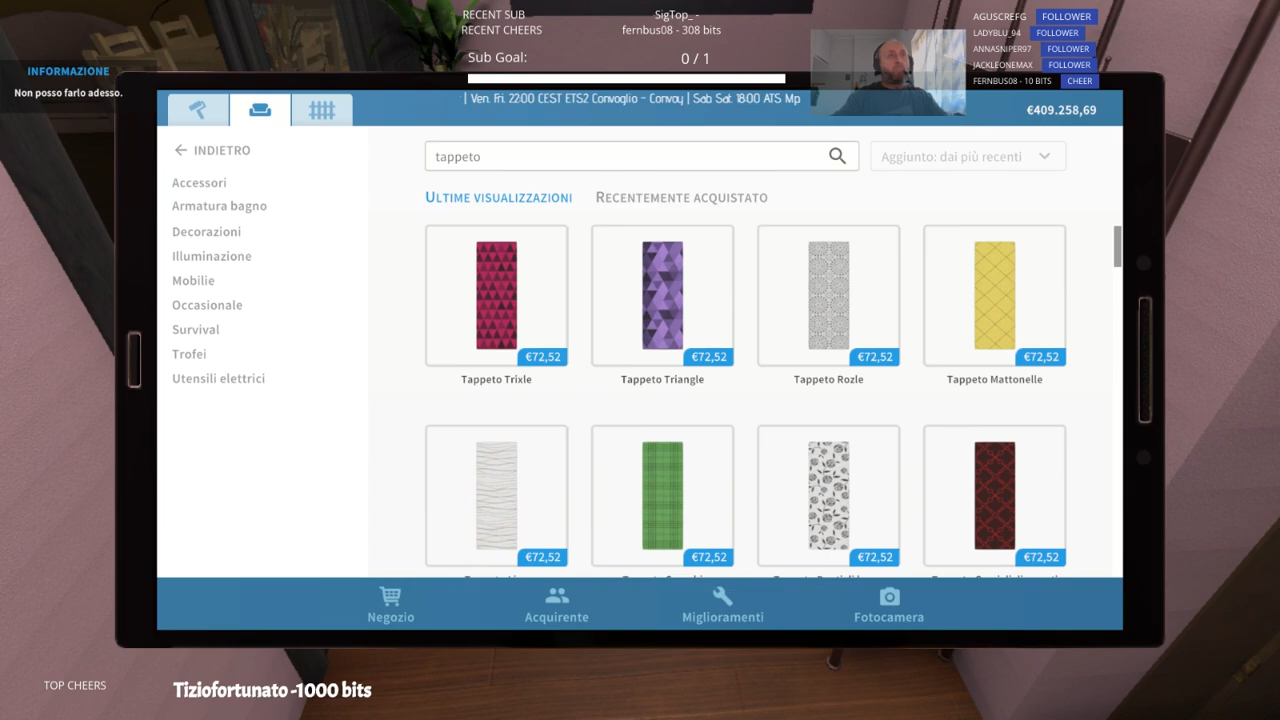 RECENT SUB
SigTop_ -
RECENT CHEERS
fernbus08 - 308 bits
Sub Goal:
0 / 1
AGUSCREFG FOLLOWER
LADYBLU_94 FOLLOWER
ANNASNIPER97 FOLLOWER
JACKLEONEMAX FOLLOWER
FERNBUS08 - 10 BITS CHEER
INFORMAZIONE
Non posso farlo adesso.
| Ven. Fri. 22:00 CEST ETS2 Convoglio - Convoy | Sab Sat: 18:00 ATS Mp
€409.258,69
INDIETRO
Accessori
Armatura bagno
Decorazioni
Illuminazione
Mobilie
Occasionale
Survival
Trofei
Utensili elettrici
tappeto
Aggiunto: dai più recenti
ULTIME VISUALIZZAZIONI
RECENTEMENTE ACQUISTATO
€72,52 €72,52 €72,52 €72,52
Tappeto Trixle Tappeto Triangle Tappeto Rozle Tappeto Mattonelle
€72,52 €72,52 €72,52 €72,52
Negozio Acquirente Miglioramenti Fotocamera
TOP CHEERS
Tiziofortunato -1000 bits